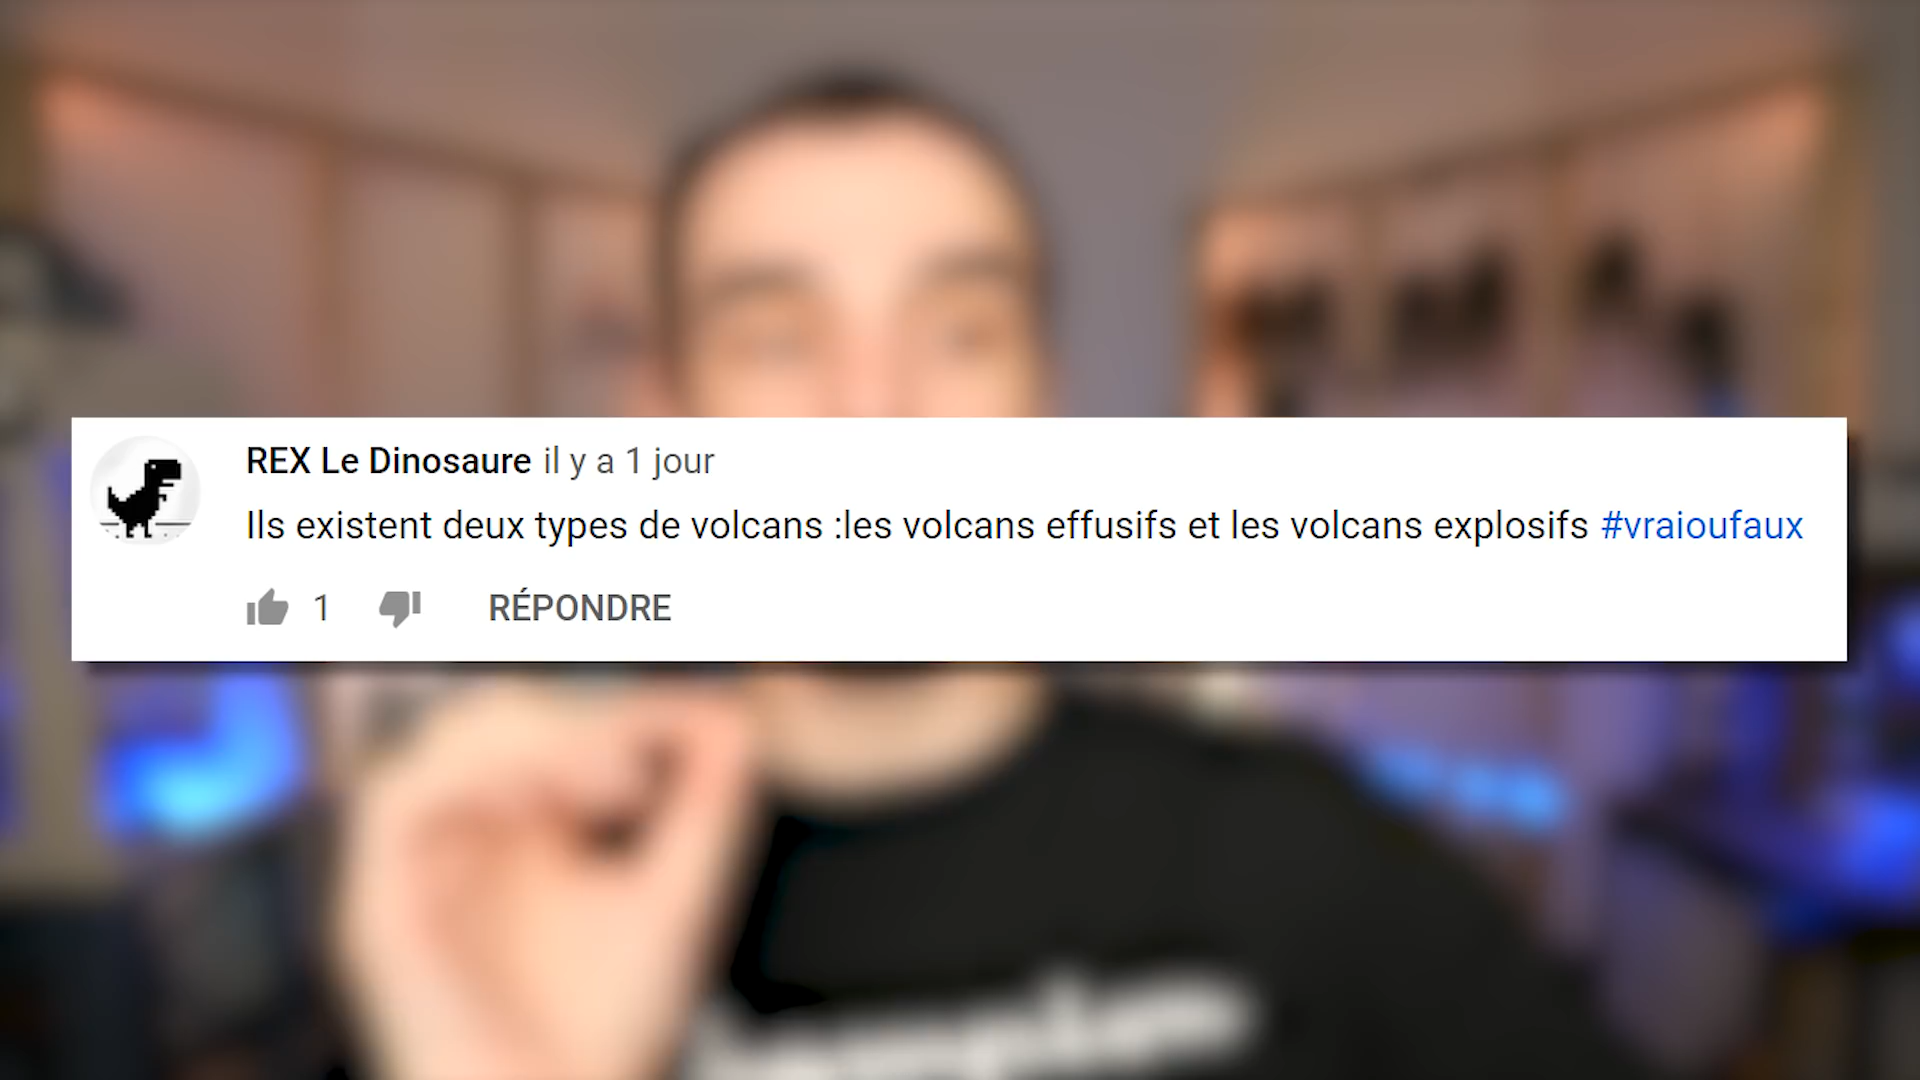 REX Le Dinosaure il y a 1 jour
Ils existent deux types de volcans :les volcans effusifs et les volcans explosifs #vraioufaux
1 RÉPONDRE